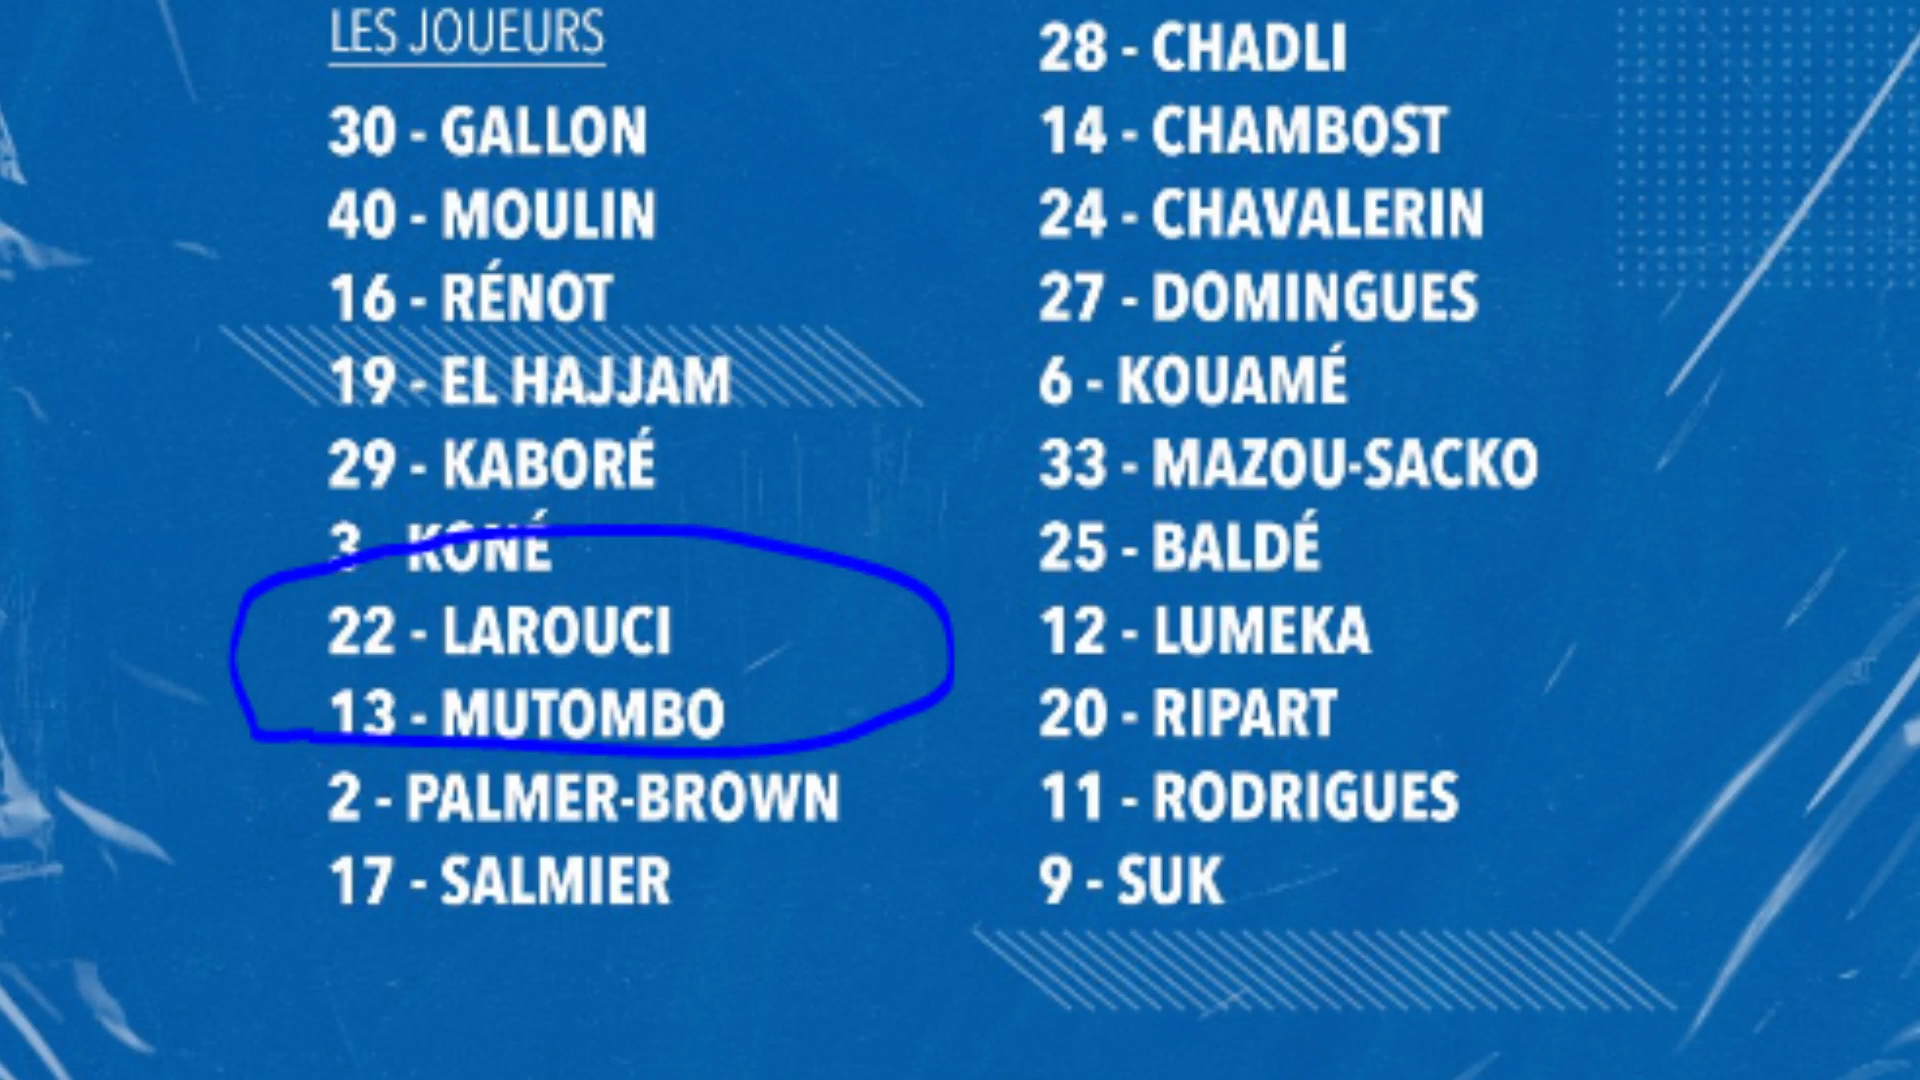 LES JOUEURS
30 - GALLON
40 - MOULIN
16 - RÉNOT
19 - EL HAJJAM
29 - KABORÉ
3 - KONÉ
22 - LAROUCI
13 - MUTOMBO
2 - PALMER-BROWN
17 - SALMIER
28 - CHADLI
14 - CHAMBOST
24 - CHAVALERIN
27 - DOMINGUES
6 - KOUAMÉ
33 - MAZOU-SACKO
25 - BALDÉ
12 - LUMEKA
20 - RIPART
11 - RODRIGUES
9 - SUK